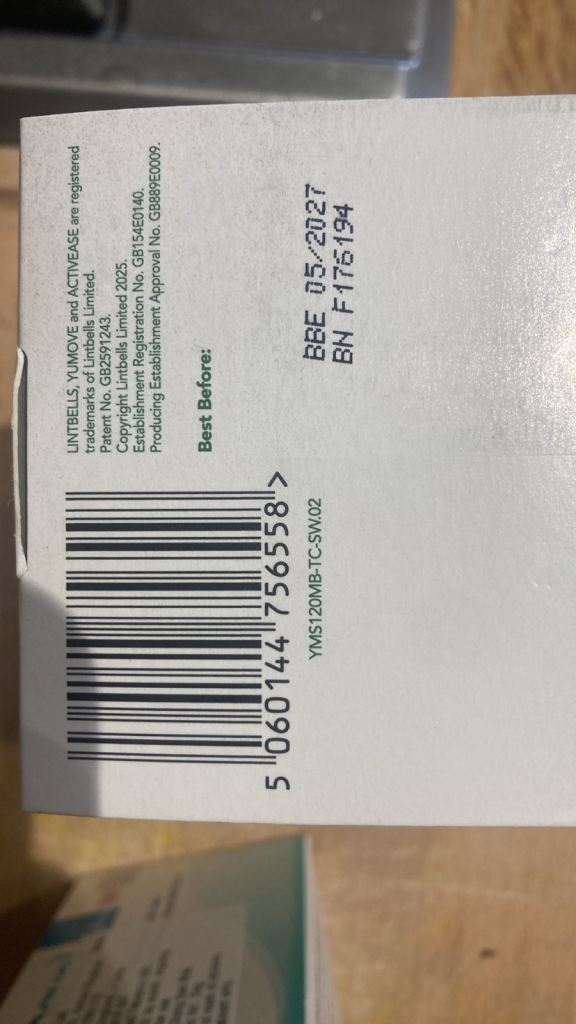 LINTBELLS, YUMOVE and ACTIVEASE are registered
trademarks of Lintbells Limited.
Patent No. GB2591243.
Copyright Lintbells Limited 2025.
Establishment Registration No. GB154E0140.
Producing Establishment Approval No. GB889E0009.
Best Before:
BBE 05/2027
BN F176194
5 060144 756558 >
YMS120MB-TC-SW.02